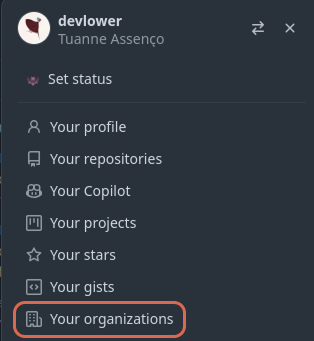 devlower
Tuanne Assenço
Set status
Your profile
Your repositories
Your Copilot
Your projects
Your stars
Your gists
Your organizations